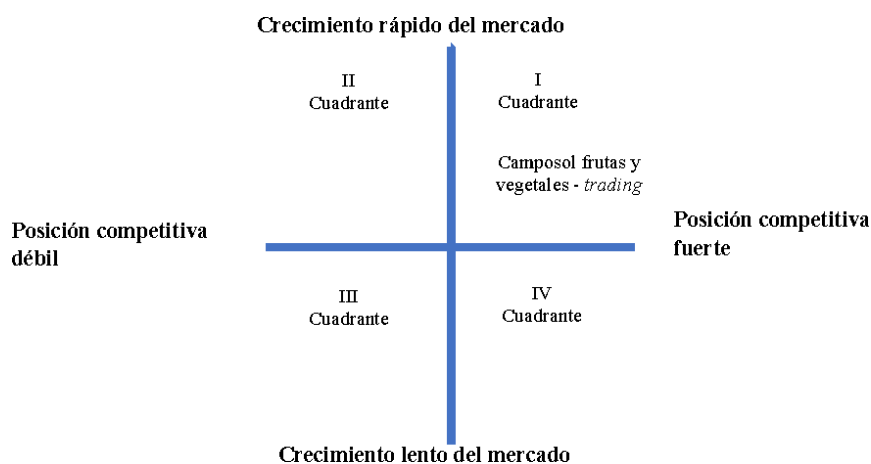 Crecimiento rápido del mercado
II
Cuadrante
I
Cuadrante
Camposol frutas y
vegetales - trading
Posición competitiva
débil
Posición competitiva
fuerte
III
Cuadrante
IV
Cuadrante
Crecimiento lento del mercado